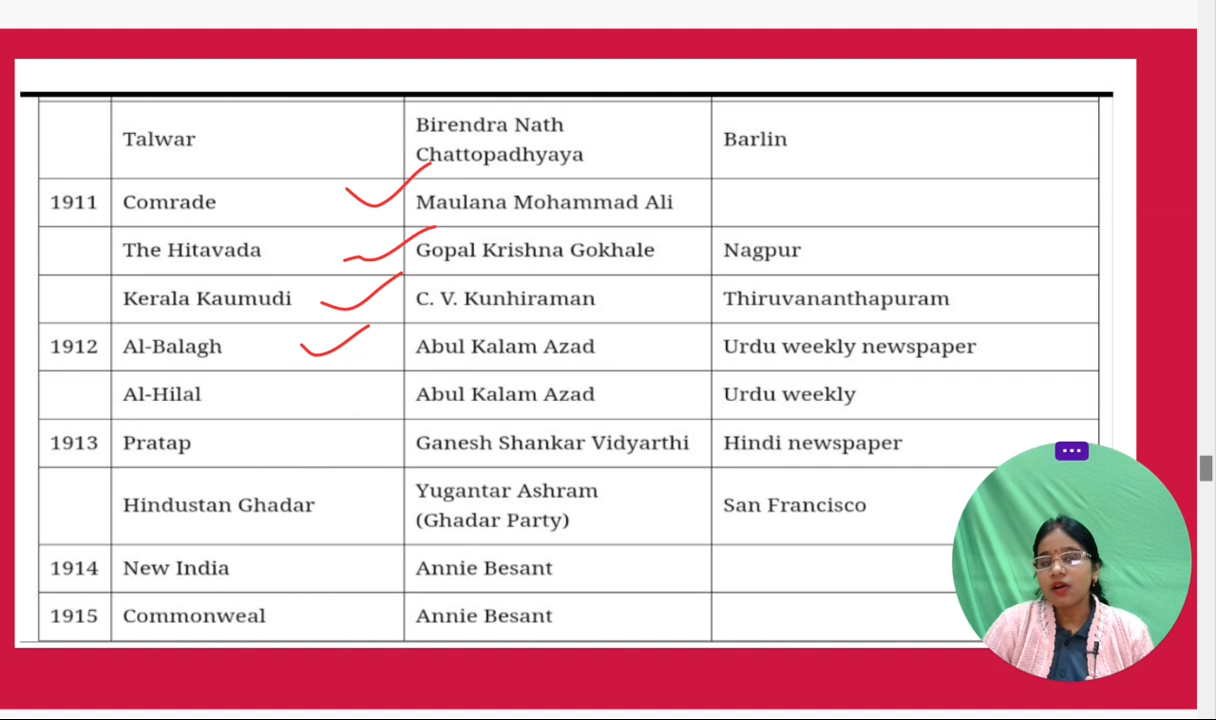 Talwar Birendra Nath Chattopadhyaya Barlin
1911 Comrade Maulana Mohammad Ali
The Hitavada Gopal Krishna Gokhale Nagpur
Kerala Kaumudi C. V. Kunhiraman Thiruvananthapuram
1912 Al-Balagh Abul Kalam Azad Urdu weekly newspaper
Al-Hilal Abul Kalam Azad Urdu weekly
1913 Pratap Ganesh Shankar Vidyarthi Hindi newspaper
Hindustan Ghadar Yugantar Ashram (Ghadar Party) San Francisco
1914 New India Annie Besant
1915 Commonweal Annie Besant